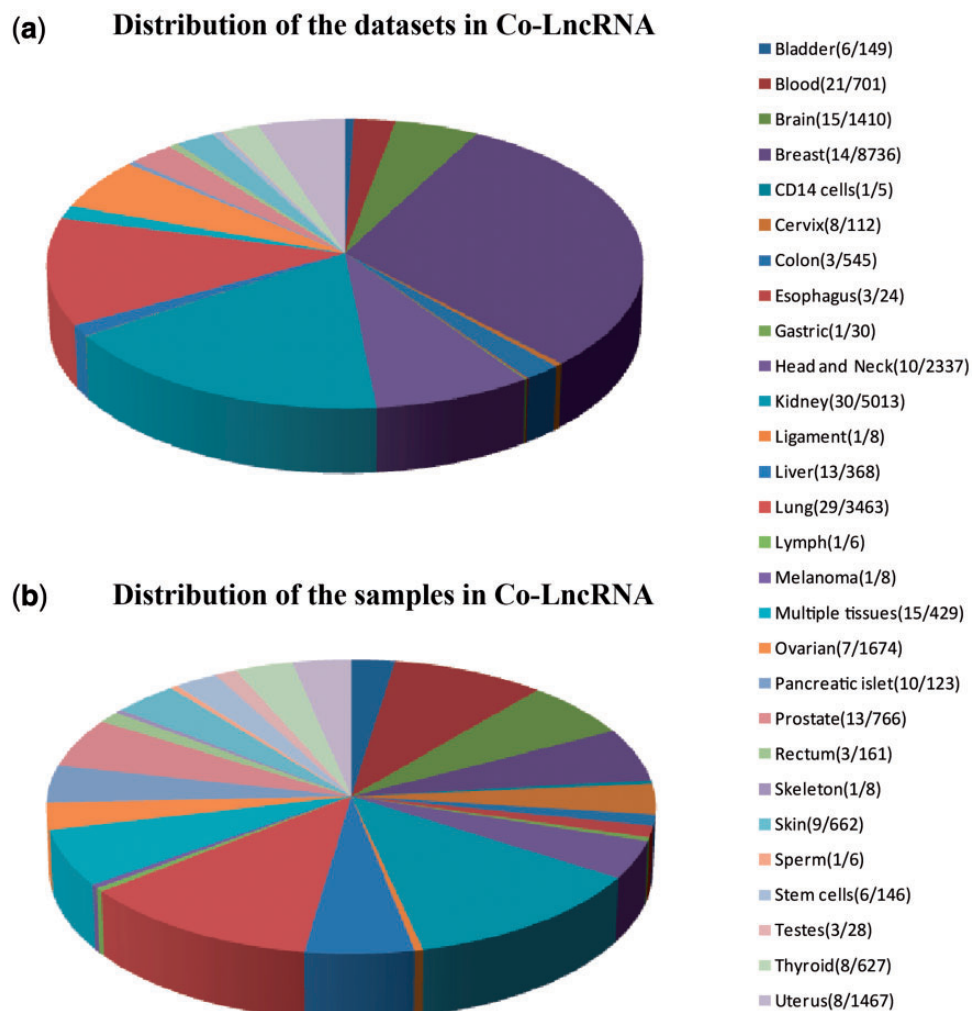 (a) Distribution of the datasets in Co-LncRNA
Bladder(6/149)
Blood(21/701)
Brain(15/1410)
Breast(14/8736)
CD14 cells(1/5)
Cervix(8/112)
Colon(3/545)
Esophagus(3/24)
Gastric(1/30)
Head and Neck(10/2337)
Kidney(30/5013)
Ligament(1/8)
Liver(13/368)
Lung(29/3463)
Lymph(1/6)
Melanoma(1/8)
Multiple tissues(15/429)
Ovarian(7/1674)
Pancreatic islet(10/123)
Prostate(13/766)
Rectum(3/161)
Skeleton(1/8)
Skin(9/662)
Sperm(1/6)
Stem cells(6/146)
Testes(3/28)
Thyroid(8/627)
Uterus(8/1467)
(b) Distribution of the samples in Co-LncRNA